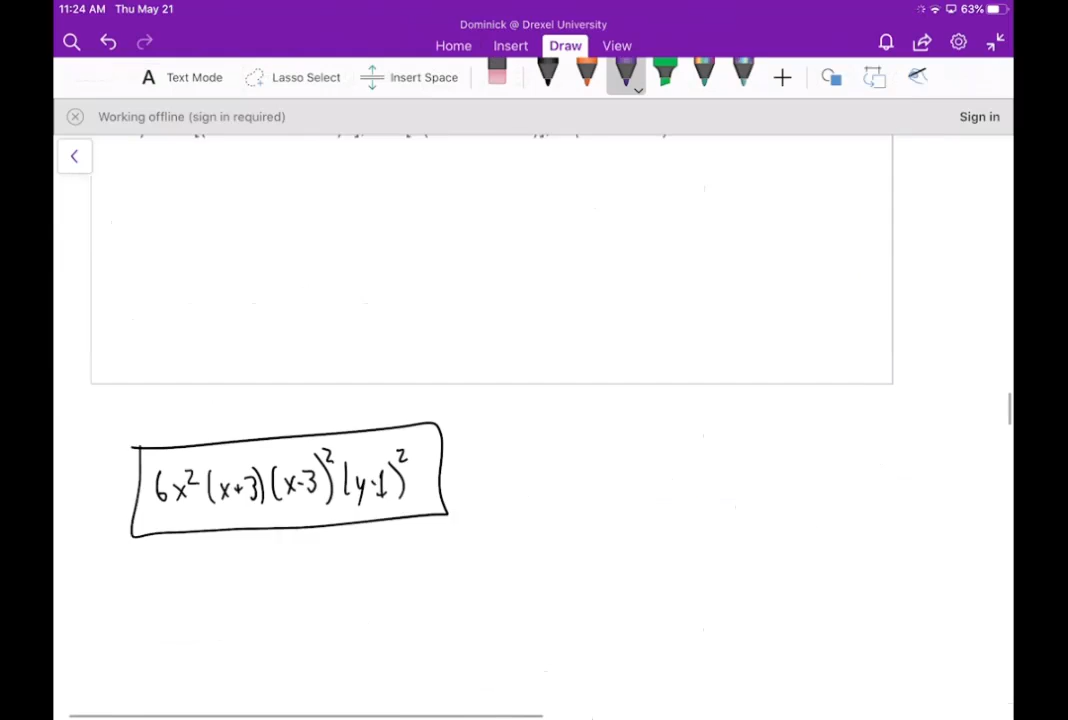 11:24 AM Thu May 21
63%
Dominick @ Drexel University
Home Insert Draw View
Text Mode Lasso Select Insert Space
Working offline (sign in required) Sign in
6x²(x+3)(x-3)²(y-1)²